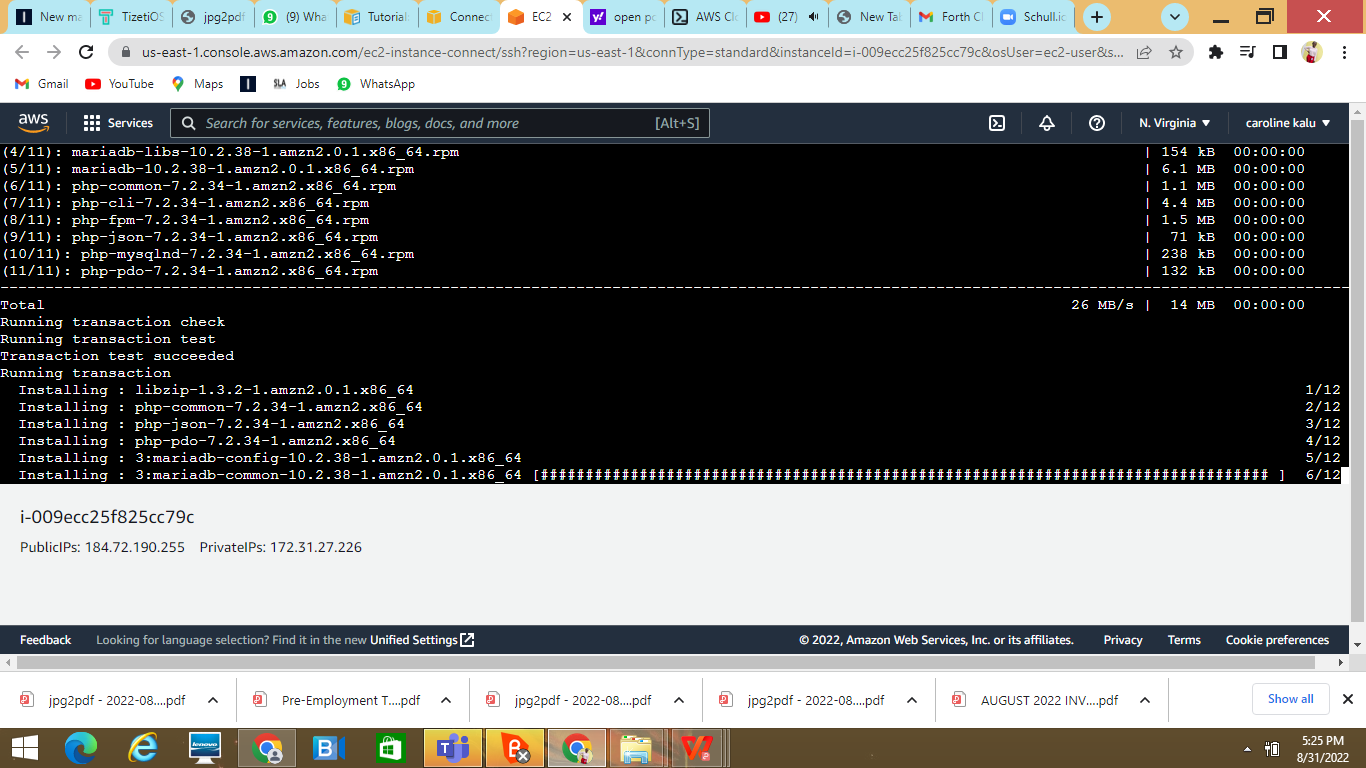 New ma
TizetiOS
jpg2pdf
(9) Wha
Tutorial:
Connect
EC2
open po
AWS Clo
(27)
New Tab
Forth Cl
Schull.ic
us-east-1.console.aws.amazon.com/ec2-instance-connect/ssh?region=us-east-1&connType=standard&instanceId=i-009ecc25f825cc79c&osUser=ec2-user&s...
Gmail
YouTube
Maps
SLA Jobs
WhatsApp
aws
Services
Search for services, features, blogs, docs, and more
[Alt+S]
N. Virginia
caroline kalu
(4/11): mariadb-libs-10.2.38-1.amzn2.0.1.x86_64.rpm | 154 kB 00:00:00
(5/11): mariadb-10.2.38-1.amzn2.0.1.x86_64.rpm | 6.1 MB 00:00:00
(6/11): php-common-7.2.34-1.amzn2.x86_64.rpm | 1.1 MB 00:00:00
(7/11): php-cli-7.2.34-1.amzn2.x86_64.rpm | 4.4 MB 00:00:00
(8/11): php-fpm-7.2.34-1.amzn2.x86_64.rpm | 1.5 MB 00:00:00
(9/11): php-json-7.2.34-1.amzn2.x86_64.rpm | 71 kB 00:00:00
(10/11): php-mysqlnd-7.2.34-1.amzn2.x86_64.rpm | 238 kB 00:00:00
(11/11): php-pdo-7.2.34-1.amzn2.x86_64.rpm | 132 kB 00:00:00
Total 26 MB/s | 14 MB 00:00:00
Running transaction check
Running transaction test
Transaction test succeeded
Running transaction
Installing : libzip-1.3.2-1.amzn2.0.1.x86_64 1/12
Installing : php-common-7.2.34-1.amzn2.x86_64 2/12
Installing : php-json-7.2.34-1.amzn2.x86_64 3/12
Installing : php-pdo-7.2.34-1.amzn2.x86_64 4/12
Installing : 3:mariadb-config-10.2.38-1.amzn2.0.1.x86_64 5/12
Installing : 3:mariadb-common-10.2.38-1.amzn2.0.1.x86_64 [################################################################################# ] 6/12
i-009ecc25f825cc79c
PublicIPs: 184.72.190.255 PrivateIPs: 172.31.27.226
Feedback
Looking for language selection? Find it in the new Unified Settings
© 2022, Amazon Web Services, Inc. or its affiliates.
Privacy
Terms
Cookie preferences
jpg2pdf - 2022-08....pdf
Pre-Employment T....pdf
jpg2pdf - 2022-08....pdf
jpg2pdf - 2022-08....pdf
AUGUST 2022 INV....pdf
Show all
lenovo
5:25 PM
8/31/2022